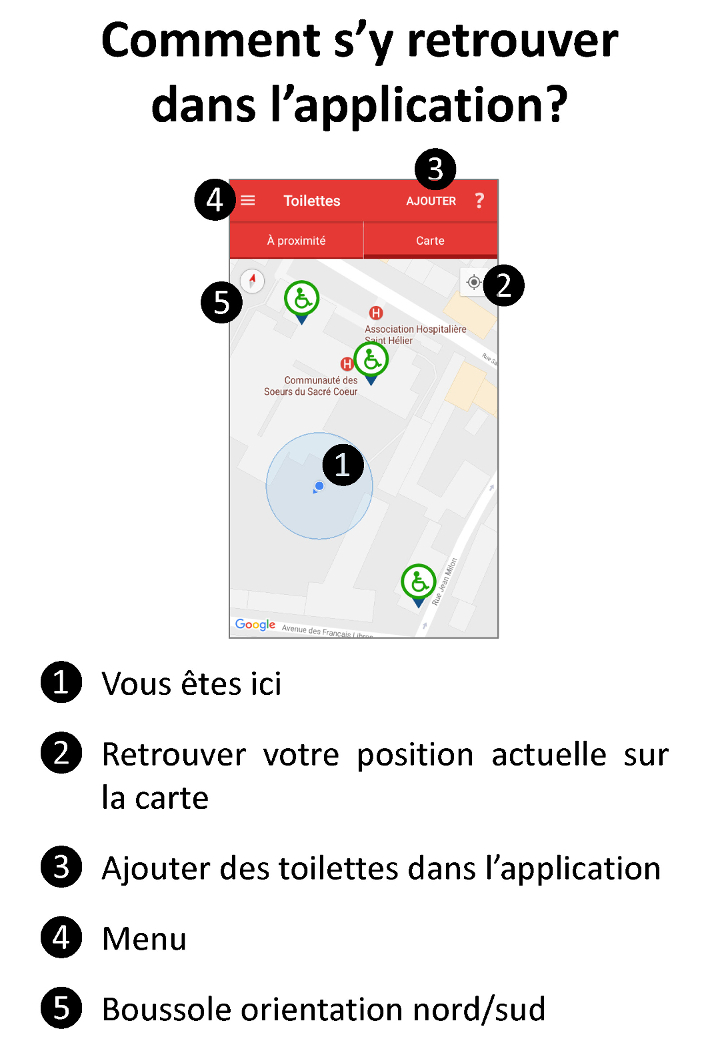 Comment s’y retrouver
dans l’application?
3
4 Toilettes AJOUTER ?
À proximité Carte
5
2
H
Association Hospitalière
Saint Hélier
H
Communauté des
Soeurs du Sacré Coeur
Rue Sa
1
Rue Jean Milon
Google Avenue des Français Libres
1 Vous êtes ici
2 Retrouver votre position actuelle sur
la carte
3 Ajouter des toilettes dans l’application
4 Menu
5 Boussole orientation nord/sud